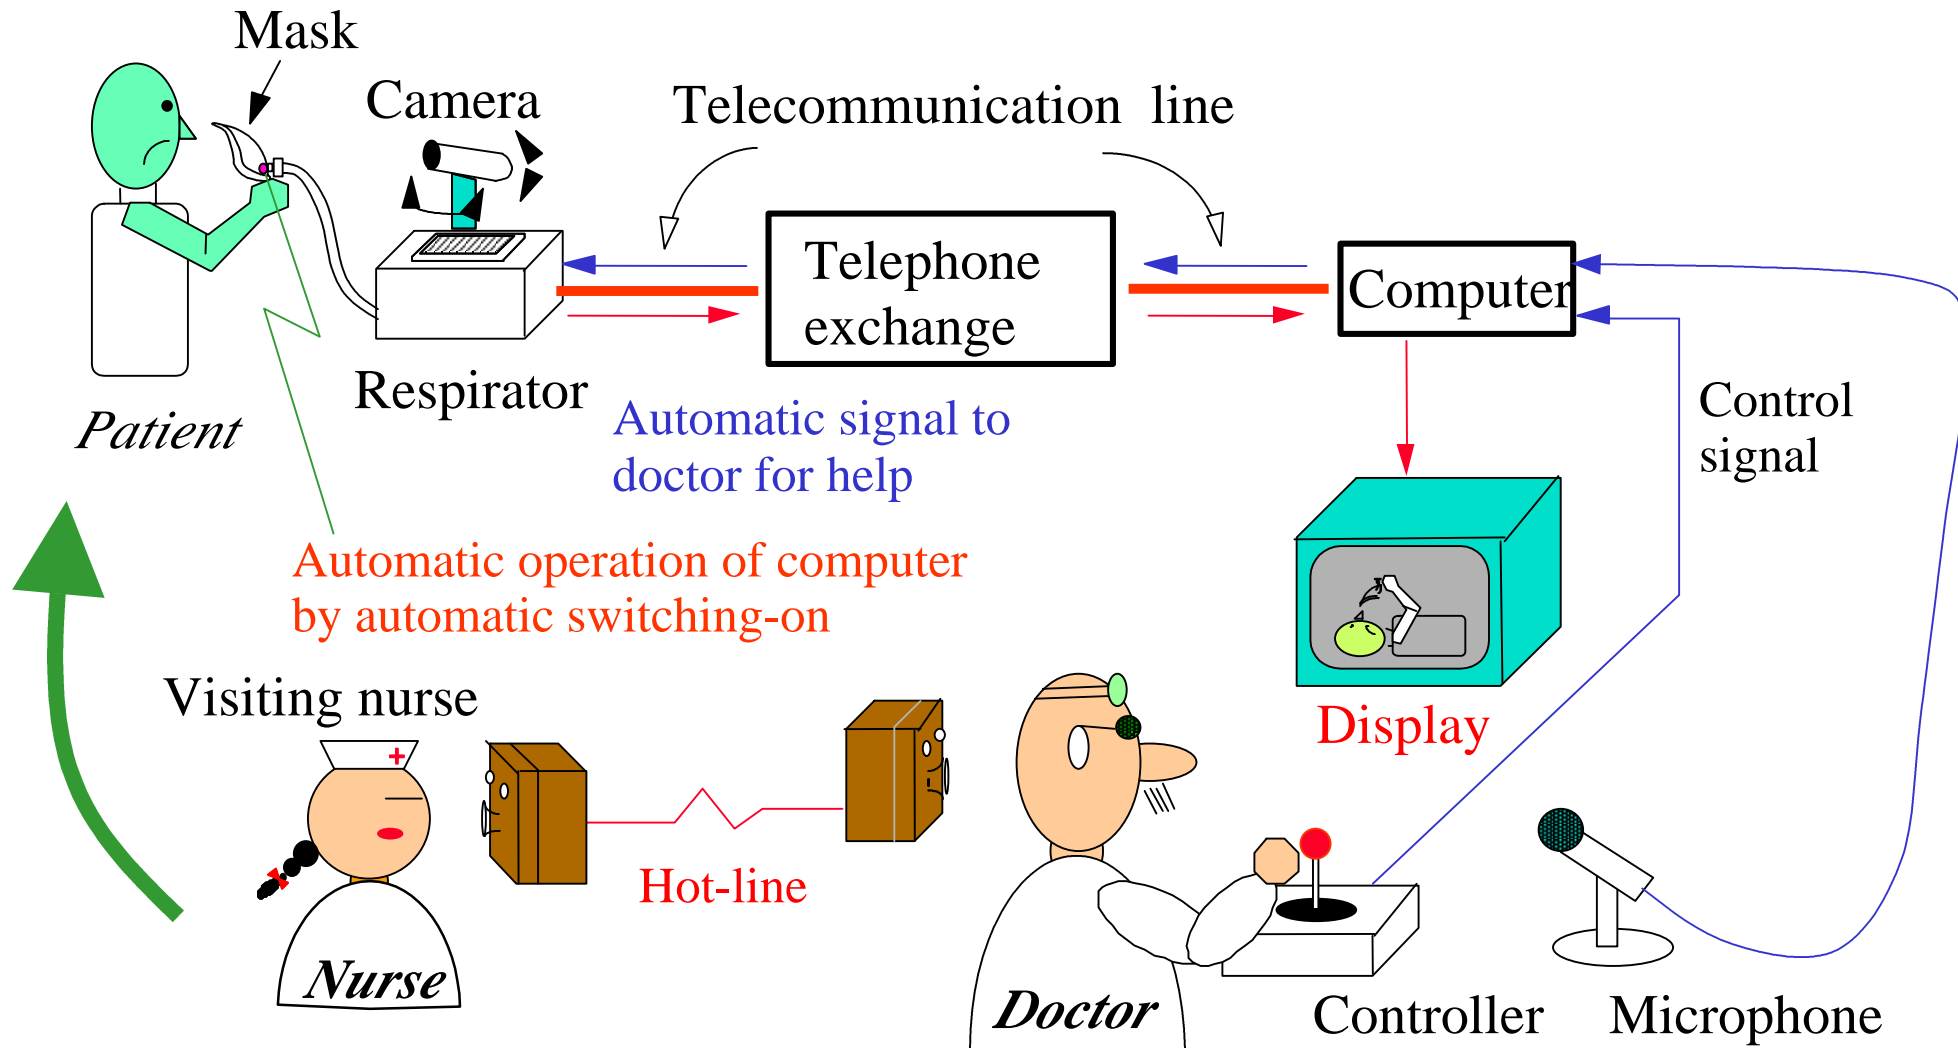 Mask
Camera
Telecommunication line
Telephone
exchange
Computer
Respirator
Patient
Automatic signal to
doctor for help
Control
signal
Automatic operation of computer
by automatic switching-on
Visiting nurse
Display
Hot-line
Nurse
Doctor
Controller
Microphone